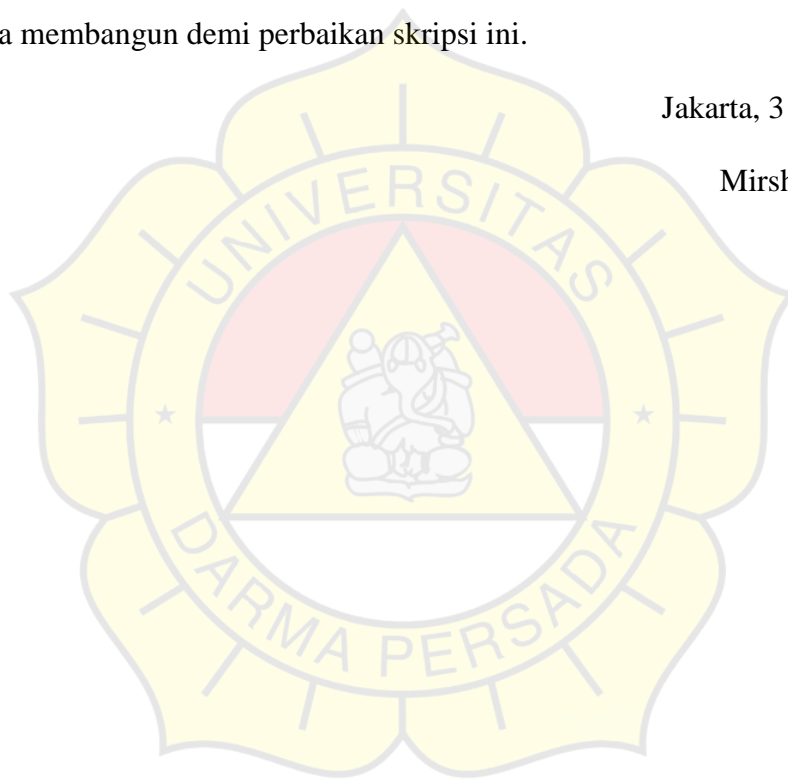 a membangun demi perbaikan skripsi ini.
Jakarta, 3
Mirsh
UNIVERSITAS
DARMA PERSADA